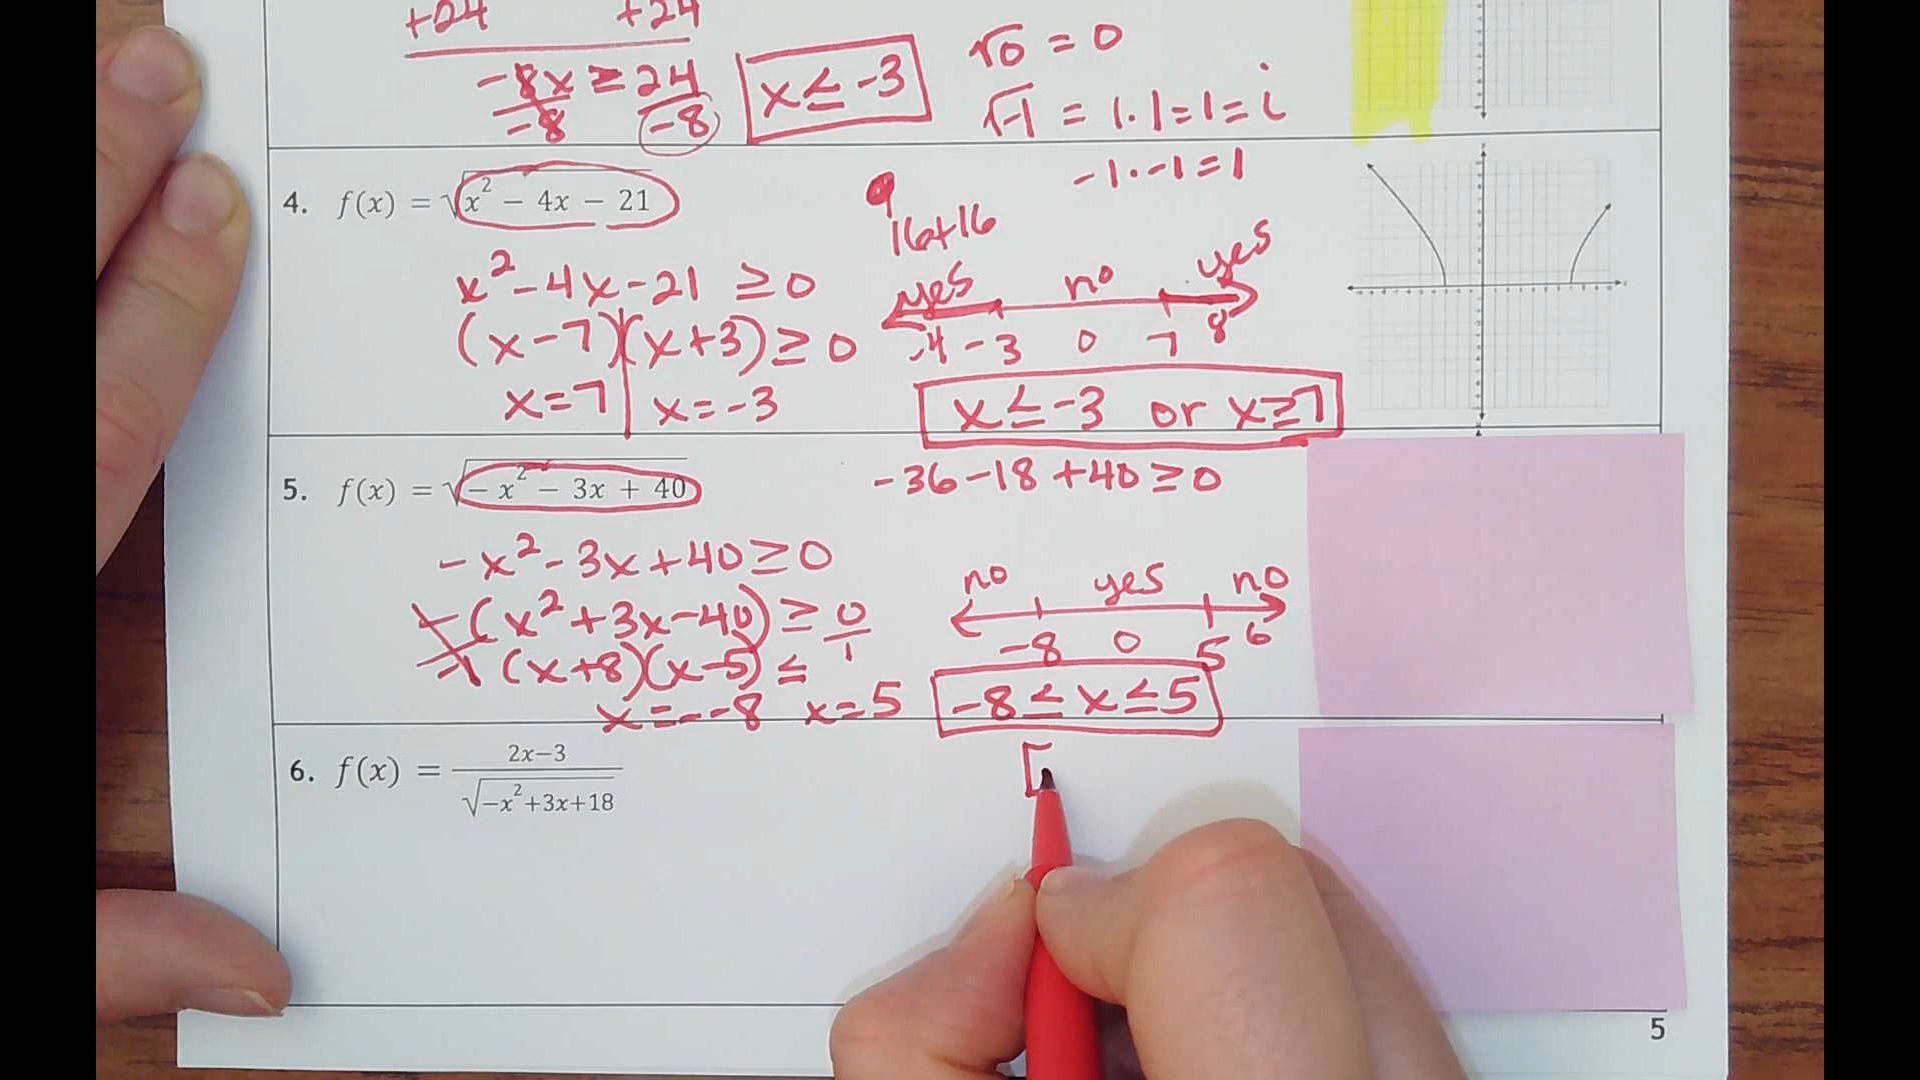 +24 +24
-8x ≥ 24
-8 -8
x ≤ -3
√0 = 0
√-1 = 1·1=1=i
-1·-1=1
4. f(x) = √x² − 4x − 21
x²-4x-21 ≥0
(x-7)(x+3)≥0
x=7 x=-3
16+16
yes no yes
-4 -3 0 7 8
x ≤ -3 or x≥7
5. f(x) = √− x² − 3x + 40
-x²-3x+40≥0
-(x²+3x-40) ≥ 0
-1 (x+8)(x-5) ≤ 1
x=-8 x=5
-36-18+40≥0
no yes no
-8 0 5 6
-8 ≤ x ≤ 5
6. f(x) = 2x−3
√−x²+3x+18
[
5